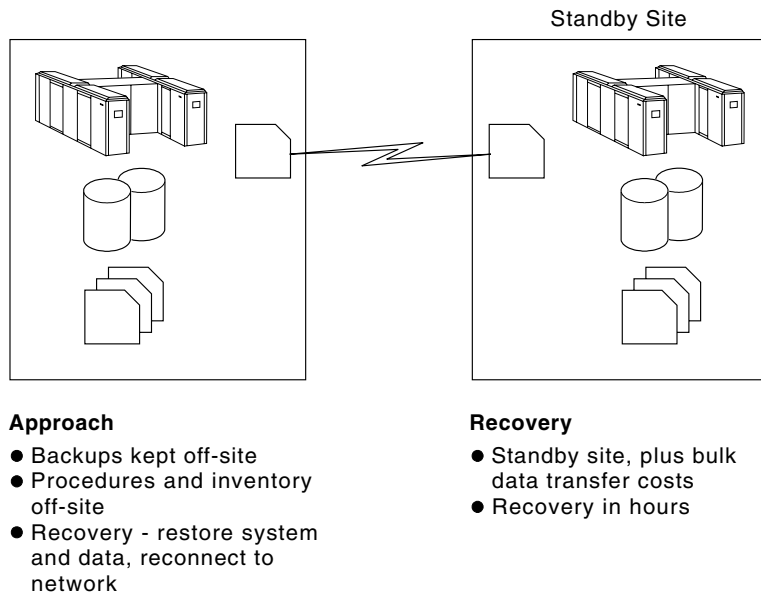 Standby Site
Approach
● Backups kept off-site
● Procedures and inventory
off-site
● Recovery - restore system
and data, reconnect to
network
Recovery
● Standby site, plus bulk
data transfer costs
● Recovery in hours